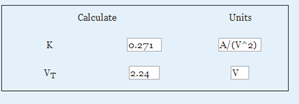 Calculate Units
K 0.271 A/(V^2)
VT 2.24 V